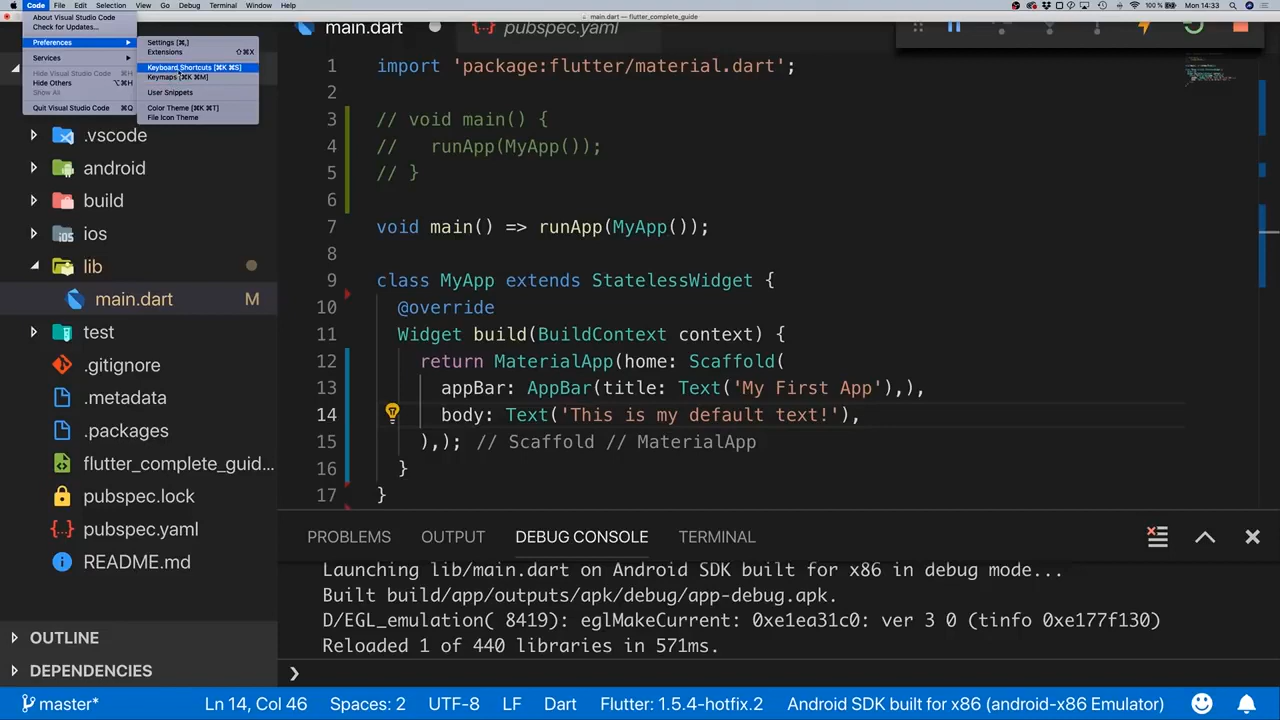 Code File Edit Selection View Go Debug Terminal Window Help
100 % Mon 14:33
main.dart — flutter_complete_guide
About Visual Studio Code
Check for Updates...
Preferences
Services
Hide Visual Studio Code ⌘H
Hide Others ⌥⌘H
Show All
Quit Visual Studio Code ⌘Q
Settings [⌘,]
Extensions ⇧⌘X
Keyboard Shortcuts [⌘K ⌘S]
Keymaps [⌘K ⌘M]
User Snippets
Color Theme [⌘K ⌘T]
File Icon Theme
main.dart pubspec.yaml
.vscode
android
build
ios
lib
main.dart M
test
.gitignore
.metadata
.packages
flutter_complete_guid...
pubspec.lock
pubspec.yaml
README.md
OUTLINE
DEPENDENCIES
1 import 'package:flutter/material.dart';
2
3 // void main() {
4 //   runApp(MyApp());
5 // }
6
7 void main() => runApp(MyApp());
8
9 class MyApp extends StatelessWidget {
10 @override
11 Widget build(BuildContext context) {
12 return MaterialApp(home: Scaffold(
13 appBar: AppBar(title: Text('My First App'),),
14 body: Text('This is my default text!'),
15 ),); // Scaffold // MaterialApp
16 }
17 }
PROBLEMS OUTPUT DEBUG CONSOLE TERMINAL
Launching lib/main.dart on Android SDK built for x86 in debug mode...
Built build/app/outputs/apk/debug/app-debug.apk.
D/EGL_emulation( 8419): eglMakeCurrent: 0xe1ea31c0: ver 3 0 (tinfo 0xe177f130)
Reloaded 1 of 440 libraries in 571ms.
master* Ln 14, Col 46 Spaces: 2 UTF-8 LF Dart Flutter: 1.5.4-hotfix.2 Android SDK built for x86 (android-x86 Emulator)